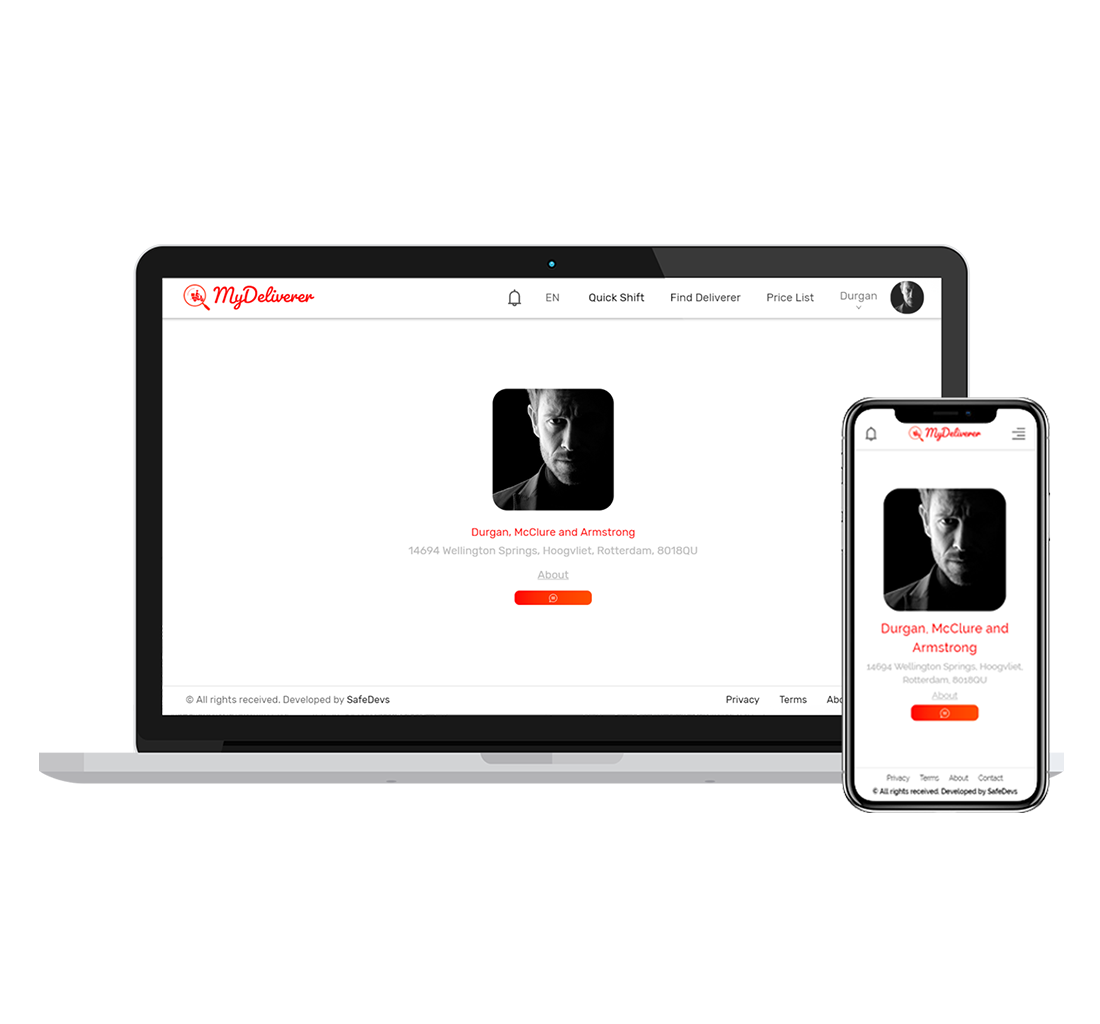 MyDeliverer
EN
Quick Shift
Find Deliverer
Price List
Durgan
Durgan, McClure and Armstrong
14694 Wellington Springs, Hoogvliet, Rotterdam, 8018QU
About
© All rights received. Developed by SafeDevs
Privacy
Terms
Abo
MyDeliverer
Durgan, McClure and
Armstrong
14694 Wellington Springs, Hoogvliet,
Rotterdam, 8018QU
About
Privacy Terms About Contact
© All rights received. Developed by SafeDevs